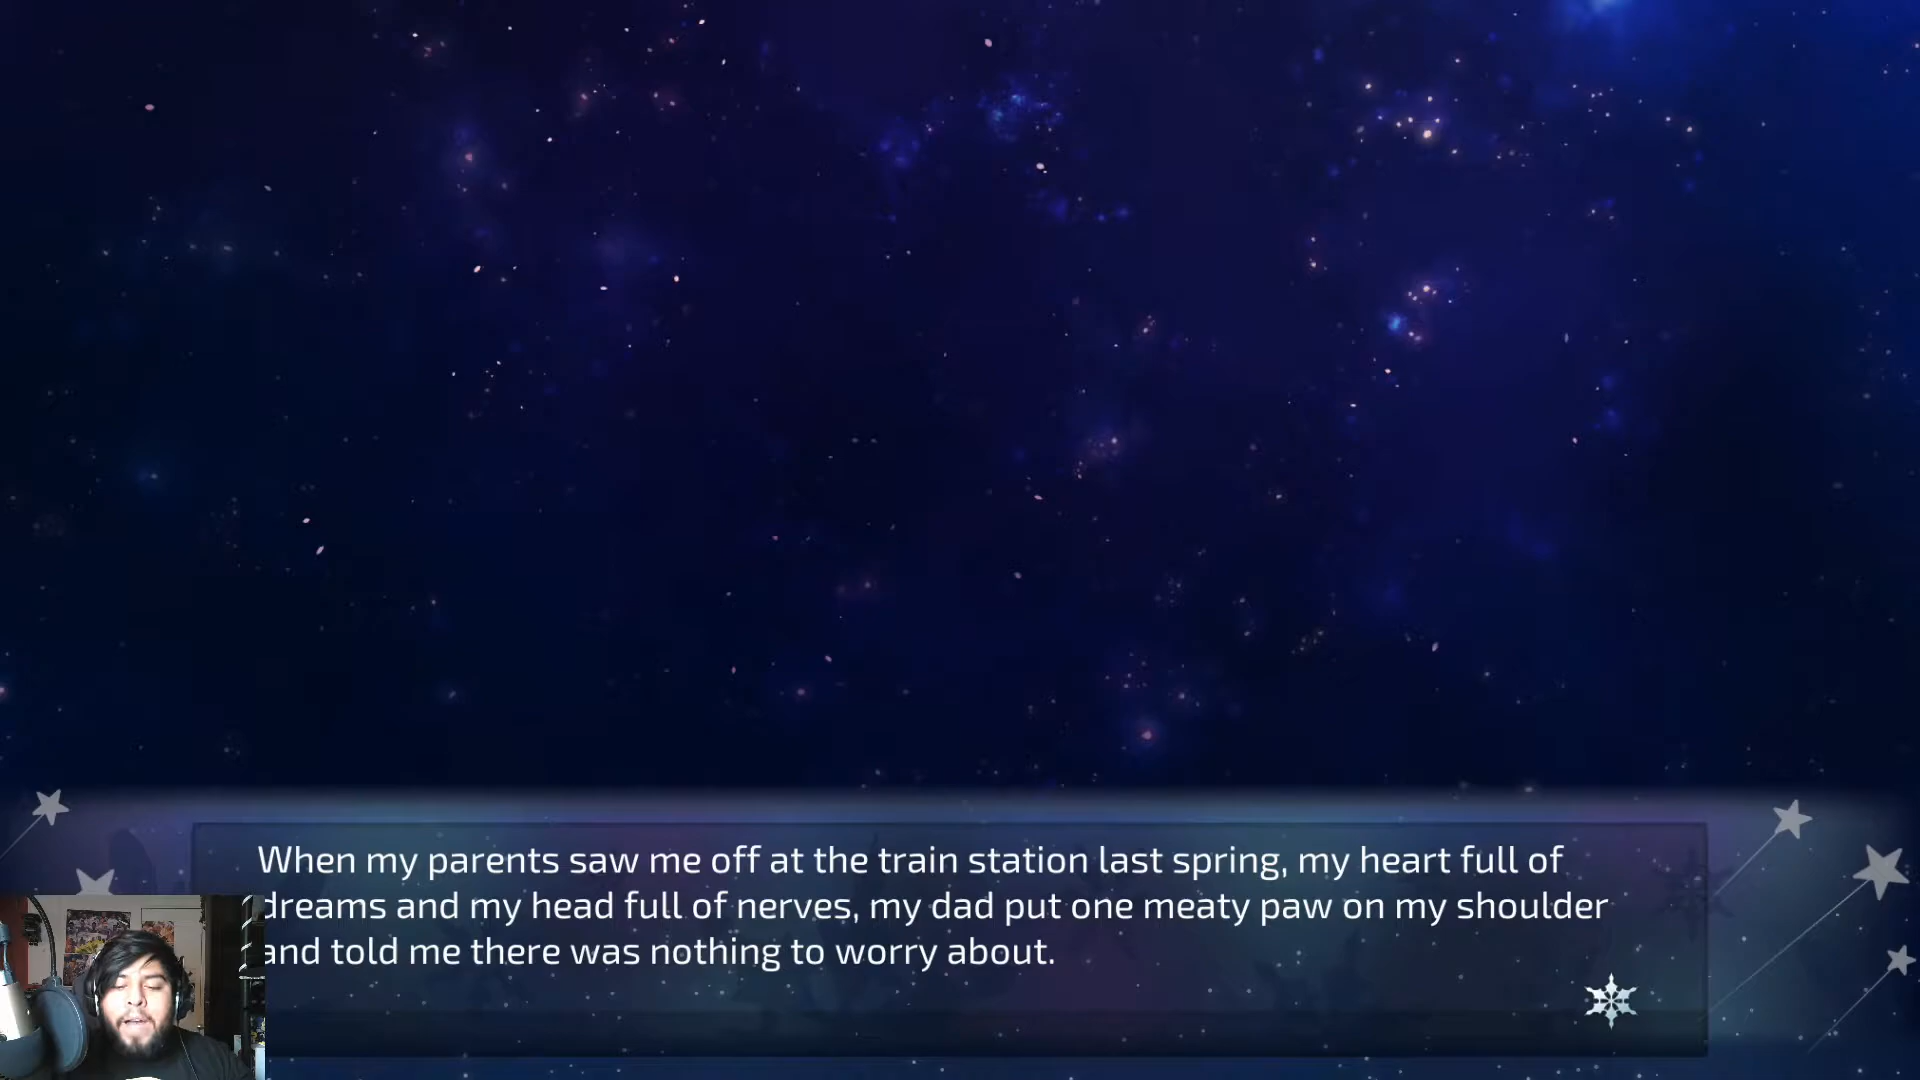 When my parents saw me off at the train station last spring, my heart full of
dreams and my head full of nerves, my dad put one meaty paw on my shoulder
and told me there was nothing to worry about.